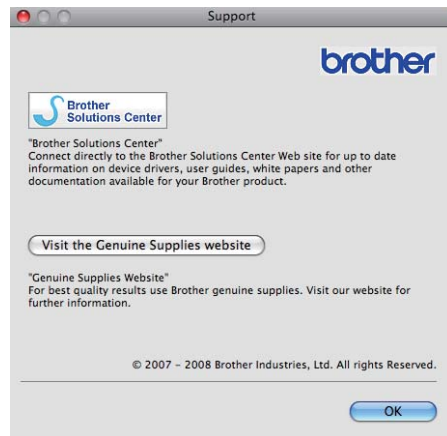 Support
brother
Brother
Solutions Center
"Brother Solutions Center"
Connect directly to the Brother Solutions Center Web site for up to date
information on device drivers, user guides, white papers and other
documentation available for your Brother product.
Visit the Genuine Supplies website
"Genuine Supplies Website"
For best quality results use Brother genuine supplies. Visit our website for
further information.
© 2007 – 2008 Brother Industries, Ltd. All rights Reserved.
OK